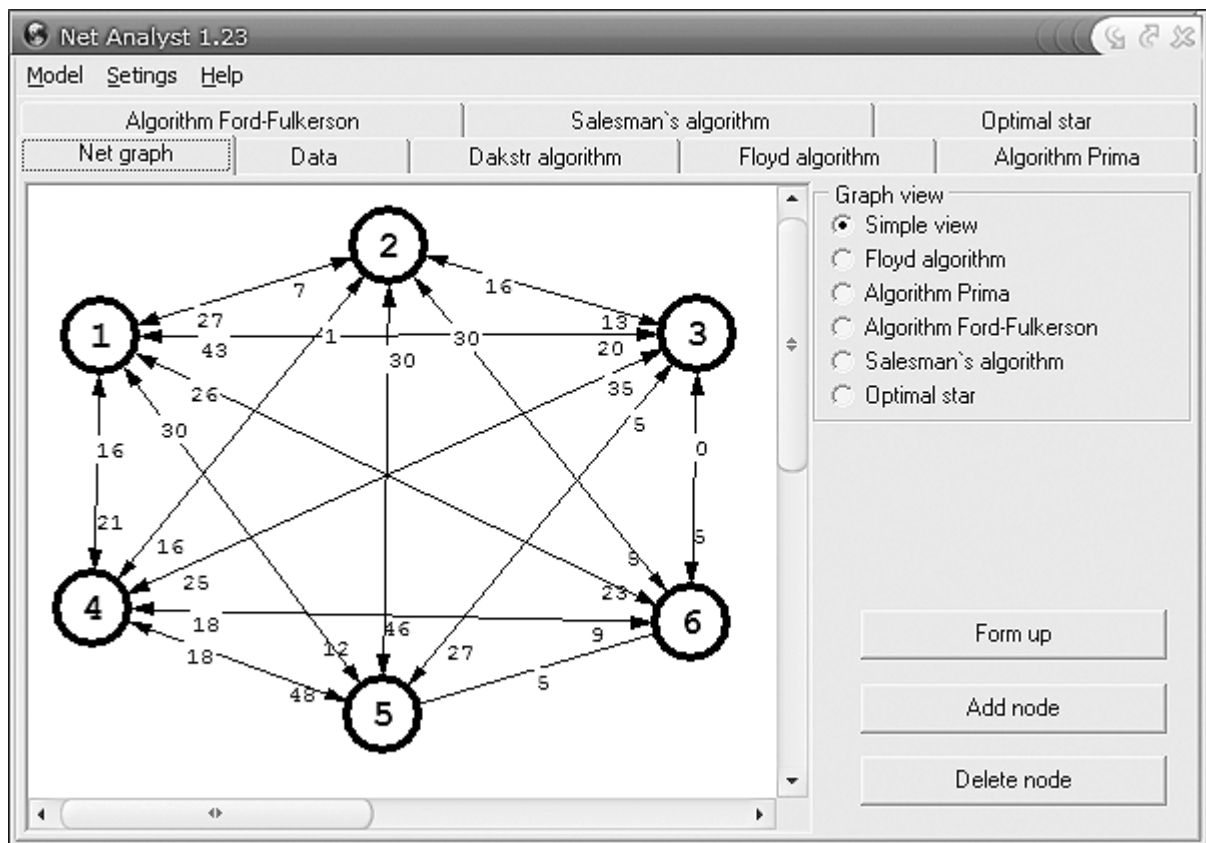 Net Analyst 1.23
Model Setings Help
Algorithm Ford-Fulkerson Salesman`s algorithm Optimal star
Net graph Data Dakstr algorithm Floyd algorithm Algorithm Prima
Graph view
Simple view
Floyd algorithm
Algorithm Prima
Algorithm Ford-Fulkerson
Salesman`s algorithm
Optimal star
2
7 16
27 13
1 3
43 1 30 30 20
26 35
30 5
16 0
21 5
16 9
25 23
4 6
18 46 9
18 12 27
48 5
5
Form up
Add node
Delete node